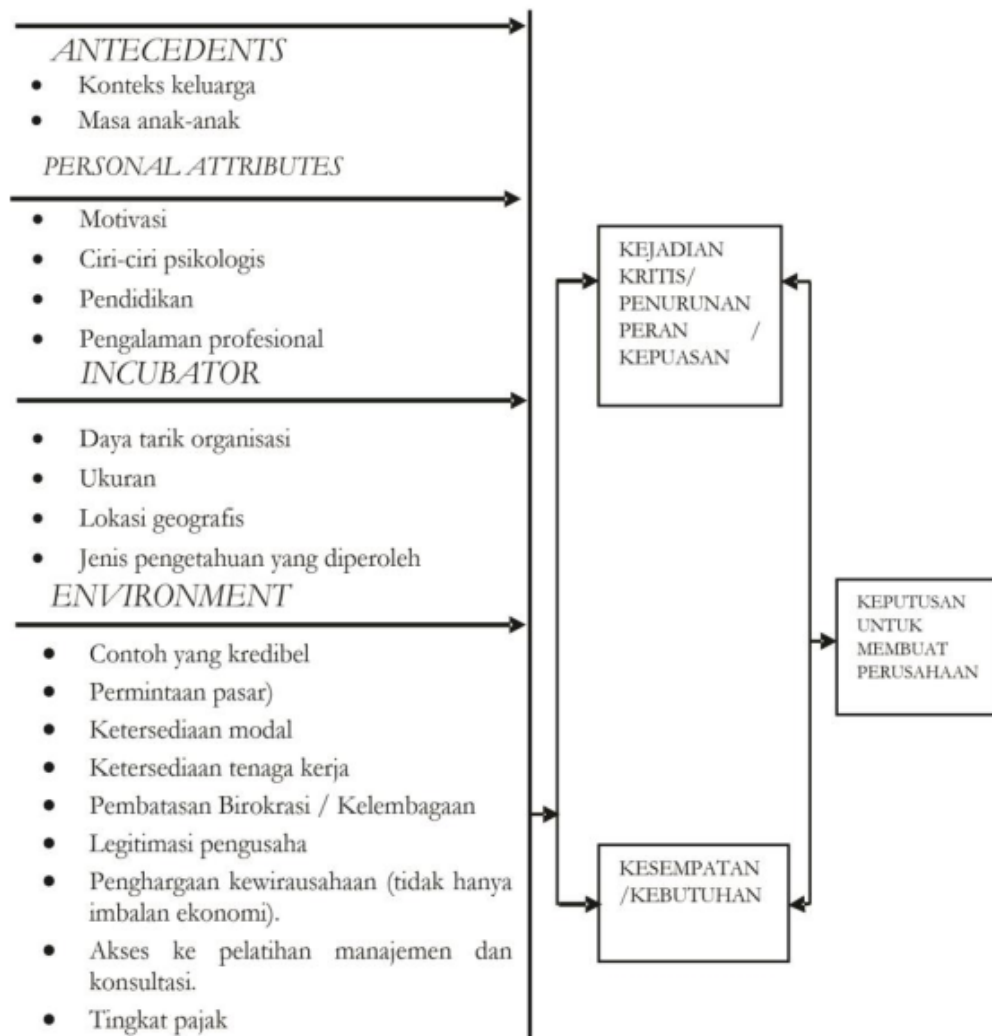 ANTECEDENTS
• Konteks keluarga
• Masa anak-anak
PERSONAL ATTRIBUTES
• Motivasi
• Ciri-ciri psikologis
• Pendidikan
• Pengalaman profesional
INCUBATOR
• Daya tarik organisasi
• Ukuran
• Lokasi geografis
• Jenis pengetahuan yang diperoleh
ENVIRONMENT
• Contoh yang kredibel
• Permintaan pasar)
• Ketersediaan modal
• Ketersediaan tenaga kerja
• Pembatasan Birokrasi / Kelembagaan
• Legitimasi pengusaha
• Penghargaan kewirausahaan (tidak hanya
imbalan ekonomi).
• Akses ke pelatihan manajemen dan
konsultasi.
• Tingkat pajak
KEJADIAN
KRITIS/
PENURUNAN
PERAN /
KEPUASAN
KESEMPATAN
/KEBUTUHAN
KEPUTUSAN
UNTUK
MEMBUAT
PERUSAHAAN